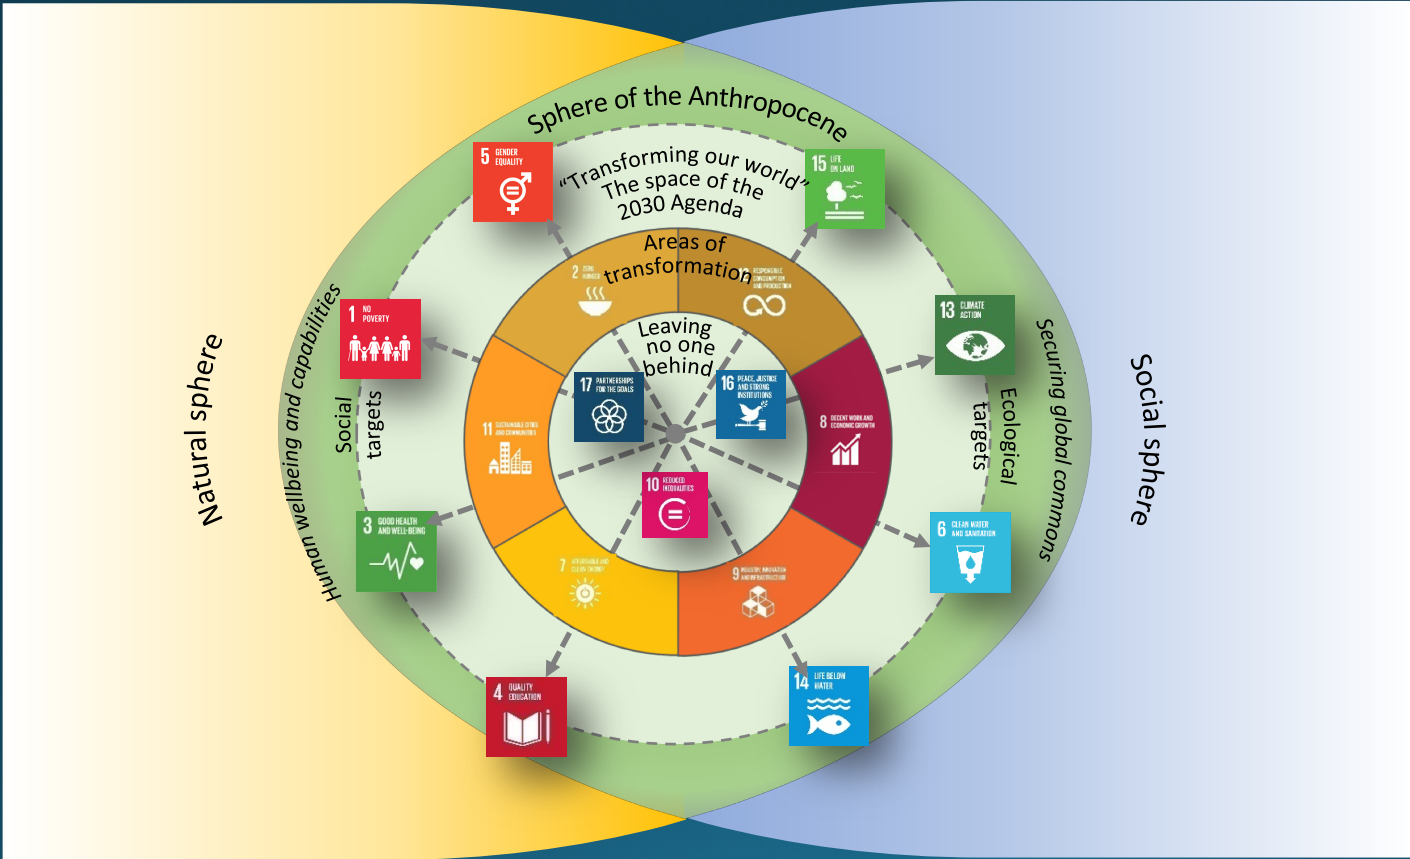 Sphere of the Anthropocene
5 GENDER
EQUALITY
15 LIFE
ON LAND
"Transforming our world"
The space of the
2030 Agenda
Areas of
transformation
2 ZERO
HUNGER
12 RESPONSIBLE
CONSUMPTION
AND PRODUCTION
1 NO
POVERTY
13 CLIMATE
ACTION
Leaving
no one
behind
17 PARTNERSHIPS
FOR THE GOALS
16 PEACE, JUSTICE
AND STRONG
INSTITUTIONS
Natural sphere
Human wellbeing and capabilities
Social
targets
11 SUSTAINABLE CITIES
AND COMMUNITIES
8 DECENT WORK AND
ECONOMIC GROWTH
Ecological
targets
Securing global commons
Social sphere
10 REDUCED
INEQUALITIES
3 GOOD HEALTH
AND WELL-BEING
6 CLEAN WATER
AND SANITATION
7 AFFORDABLE AND
CLEAN ENERGY
9 INDUSTRY, INNOVATION
AND INFRASTRUCTURE
4 QUALITY
EDUCATION
14 LIFE BELOW
WATER